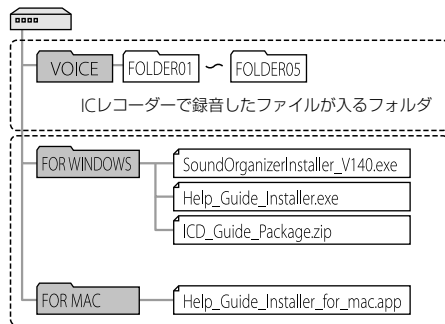 VOICE FOLDER01 〜 FOLDER05
ICレコーダーで録音したファイルが入るフォルダ
FOR WINDOWS SoundOrganizerInstaller_V140.exe
Help_Guide_Installer.exe
ICD_Guide_Package.zip
FOR MAC Help_Guide_Installer_for_mac.app